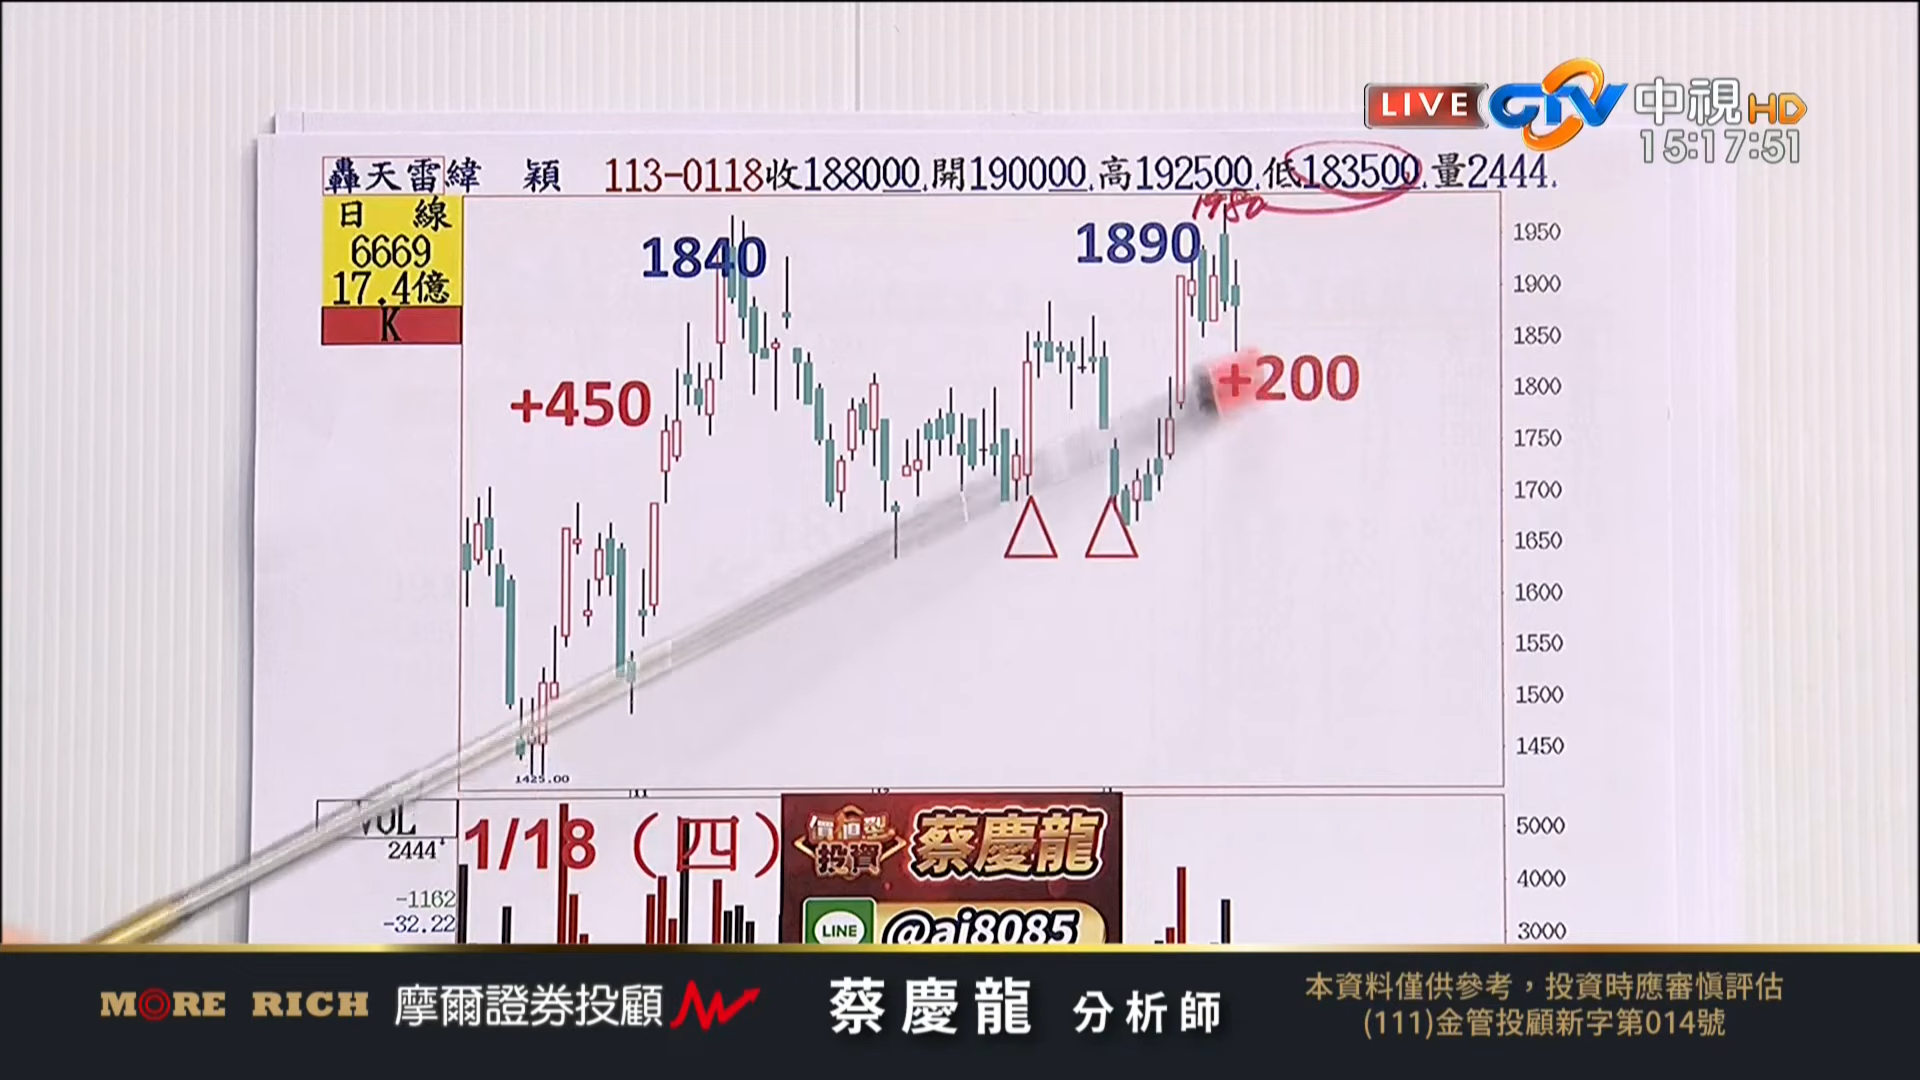 LIVE CTV 中視HD
15:17:51
轟天雷緯 穎 113-0118收188000.開190000.高192500.低183500.量2444.
日 線
6669
17.4億
K
1980
1840
1890
+450
+200
1950
1900
1850
1800
1750
1700
1650
1600
1550
1500
1450
1425.00
11
12
1
VOL
2444
-1162
-32.22
1/18（四）
5000
4000
3000
價值型投資 蔡慶龍
LINE @aj8085
MORE RICH 摩爾證券投顧 蔡慶龍 分析師
本資料僅供參考，投資時應審慎評估
(111)金管投顧新字第014號